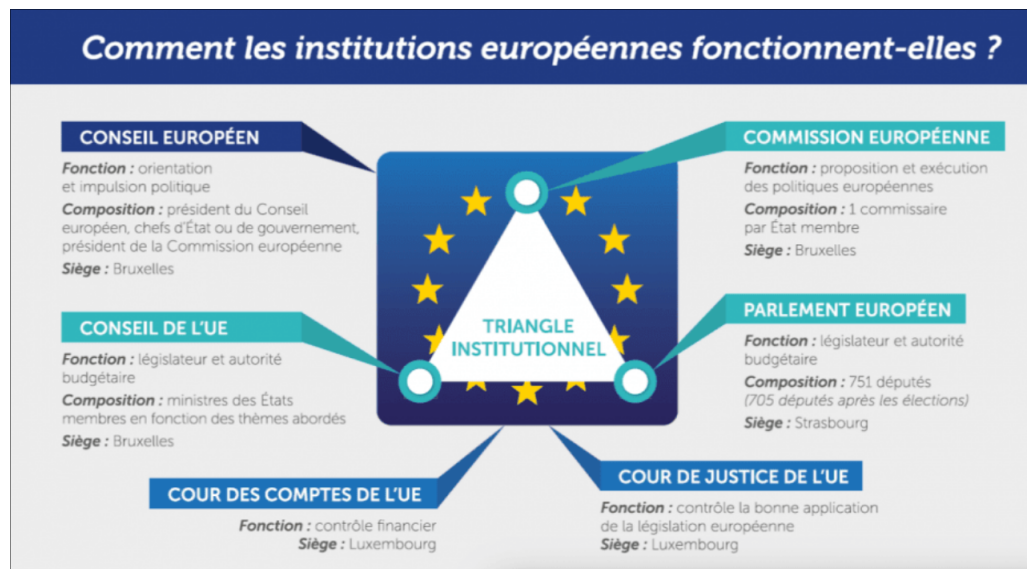 Comment les institutions européennes fonctionnent-elles ?
CONSEIL EUROPÉEN
Fonction : orientation
et impulsion politique
Composition : président du Conseil
européen, chefs d'État ou de gouvernement,
président de la Commission européenne
Siège : Bruxelles
COMMISSION EUROPÉENNE
Fonction : proposition et exécution
des politiques européennes
Composition : 1 commissaire
par État membre
Siège : Bruxelles
CONSEIL DE L'UE
Fonction : législateur et autorité
budgétaire
Composition : ministres des États
membres en fonction des thèmes abordés
Siège : Bruxelles
TRIANGLE
INSTITUTIONNEL
PARLEMENT EUROPÉEN
Fonction : législateur et autorité
budgétaire
Composition : 751 députés
(705 députés après les élections)
Siège : Strasbourg
COUR DES COMPTES DE L'UE
Fonction : contrôle financier
Siège : Luxembourg
COUR DE JUSTICE DE L'UE
Fonction : contrôle la bonne application
de la législation européenne
Siège : Luxembourg